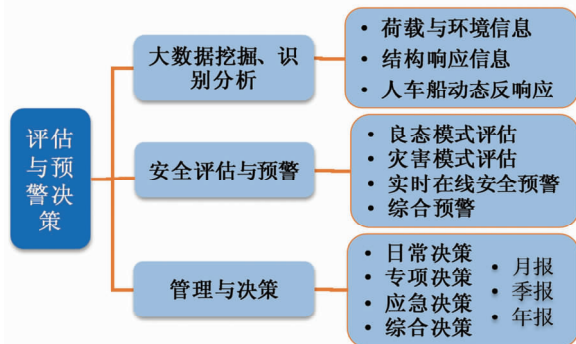 评估
与预
警决
策
大数据挖掘、识
别分析
• 荷载与环境信息
• 结构响应信息
• 人车船动态反响应
安全评估与预警
• 良态模式评估
• 灾害模式评估
• 实时在线安全预警
• 综合预警
管理与决策
• 日常决策
• 专项决策
• 应急决策
• 综合决策
• 月报
• 季报
• 年报